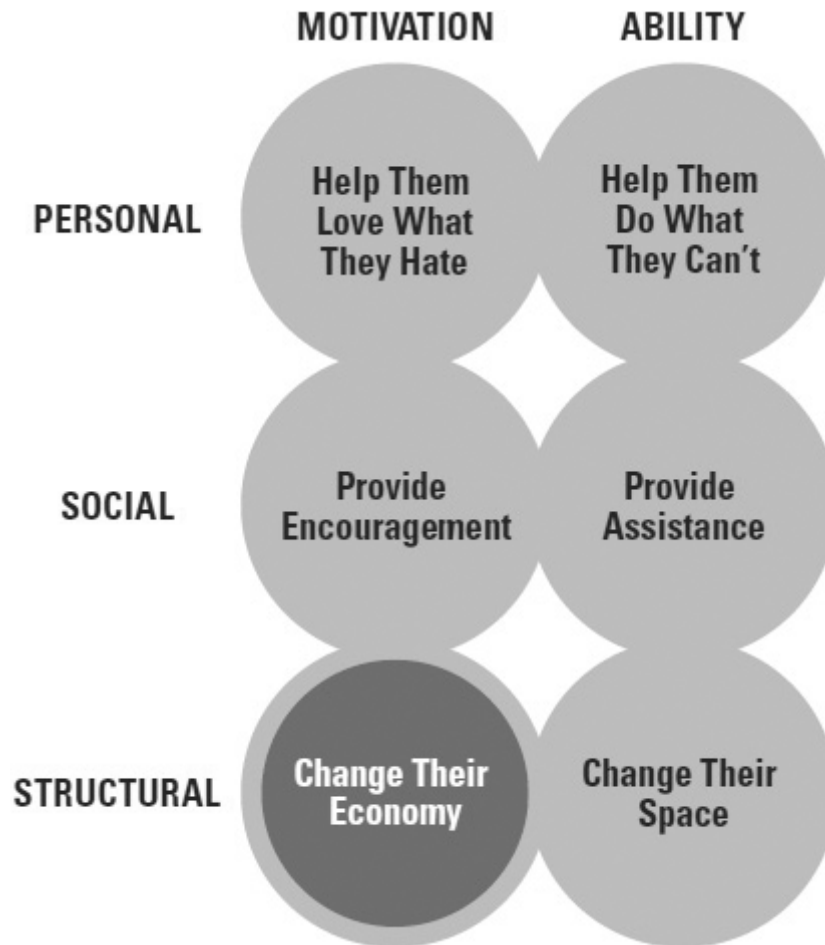 MOTIVATION ABILITY
PERSONAL
Help Them
Love What
They Hate
Help Them
Do What
They Can't
SOCIAL
Provide
Encouragement
Provide
Assistance
STRUCTURAL
Change Their
Economy
Change Their
Space